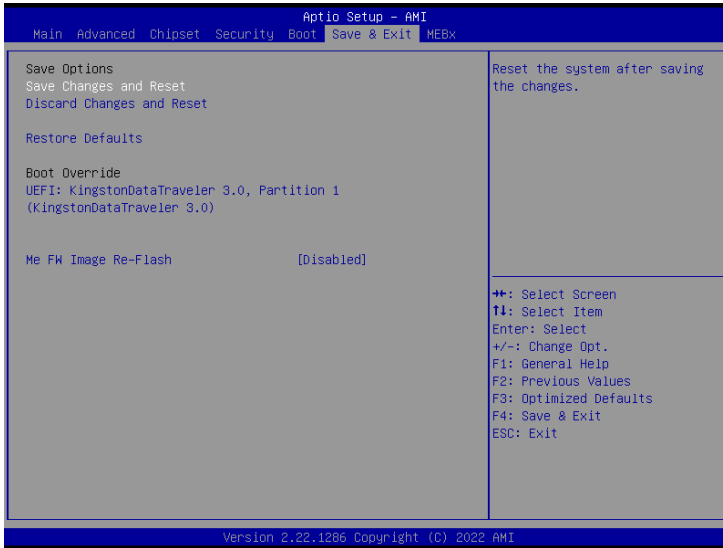 Aptio Setup – AMI
Main Advanced Chipset Security Boot Save & Exit MEBx
Save Options
Save Changes and Reset
Discard Changes and Reset
Restore Defaults
Boot Override
UEFI: KingstonDataTraveler 3.0, Partition 1
(KingstonDataTraveler 3.0)
Me FW Image Re-Flash [Disabled]
Reset the system after saving
the changes.
→←: Select Screen
↑↓: Select Item
Enter: Select
+/-: Change Opt.
F1: General Help
F2: Previous Values
F3: Optimized Defaults
F4: Save & Exit
ESC: Exit
Version 2.22.1286 Copyright (C) 2022 AMI